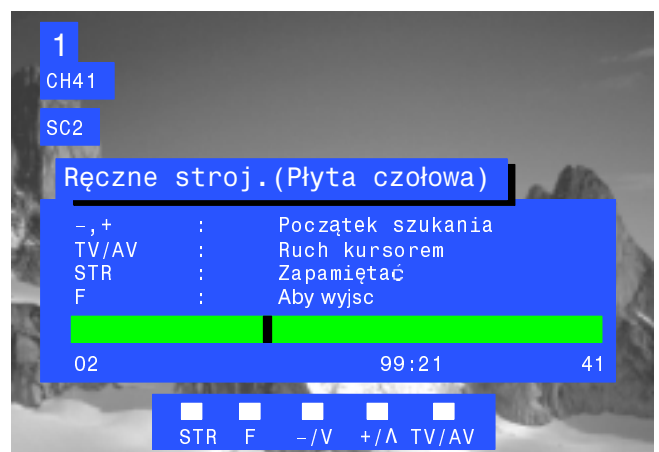 1
CH41
SC2
Ręczne stroj.(Płyta czołowa)
–,+ : Początek szukania
TV/AV : Ruch kursorem
STR : Zapamiętać
F : Aby wyjsc
02 99:21 41
STR F –/V +/Λ TV/AV